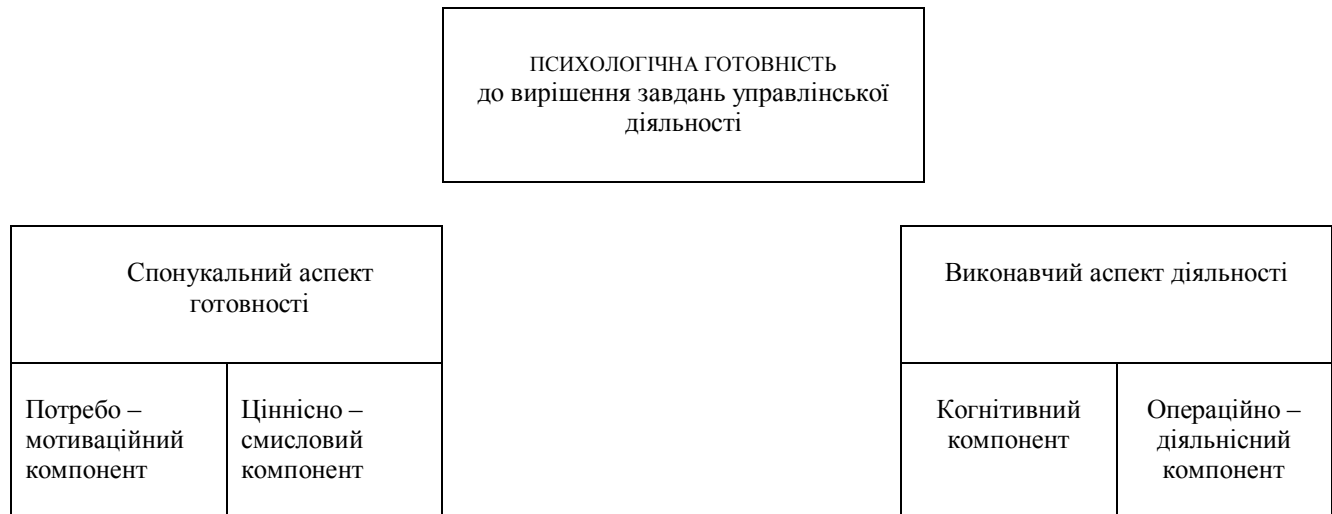 ПСИХОЛОГІЧНА ГОТОВНІСТЬ
до вирішення завдань управлінської
діяльності
Спонукальний аспект
готовності
Виконавчий аспект діяльності
Потребо –
мотиваційний
компонент
Ціннісно –
смисловий
компонент
Когнітивний
компонент
Операційно –
діяльнісний
компонент